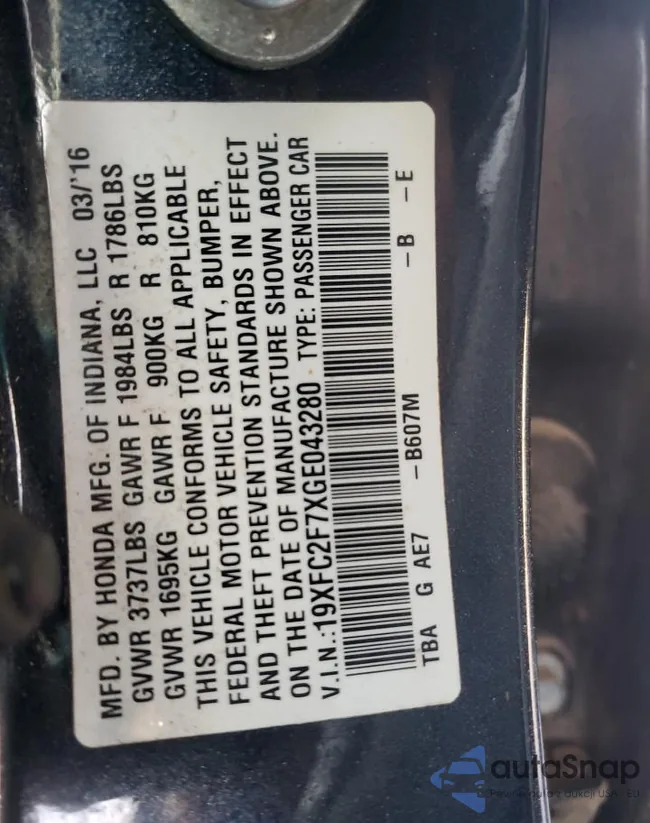 MFD. BY HONDA MFG. OF INDIANA, LLC 03/'16
GVWR 3737LBS GAWR F 1984LBS R 1786LBS
GVWR 1695KG GAWR F 900KG R 810KG
THIS VEHICLE CONFORMS TO ALL APPLICABLE
FEDERAL MOTOR VEHICLE SAFETY, BUMPER,
AND THEFT PREVENTION STANDARDS IN EFFECT
ON THE DATE OF MANUFACTURE SHOWN ABOVE.
V.I.N.:19XFC2F7XGE043280 TYPE: PASSENGER CAR
TBA G AE7 -B607M -B -E
autoSnap
aukcji USA